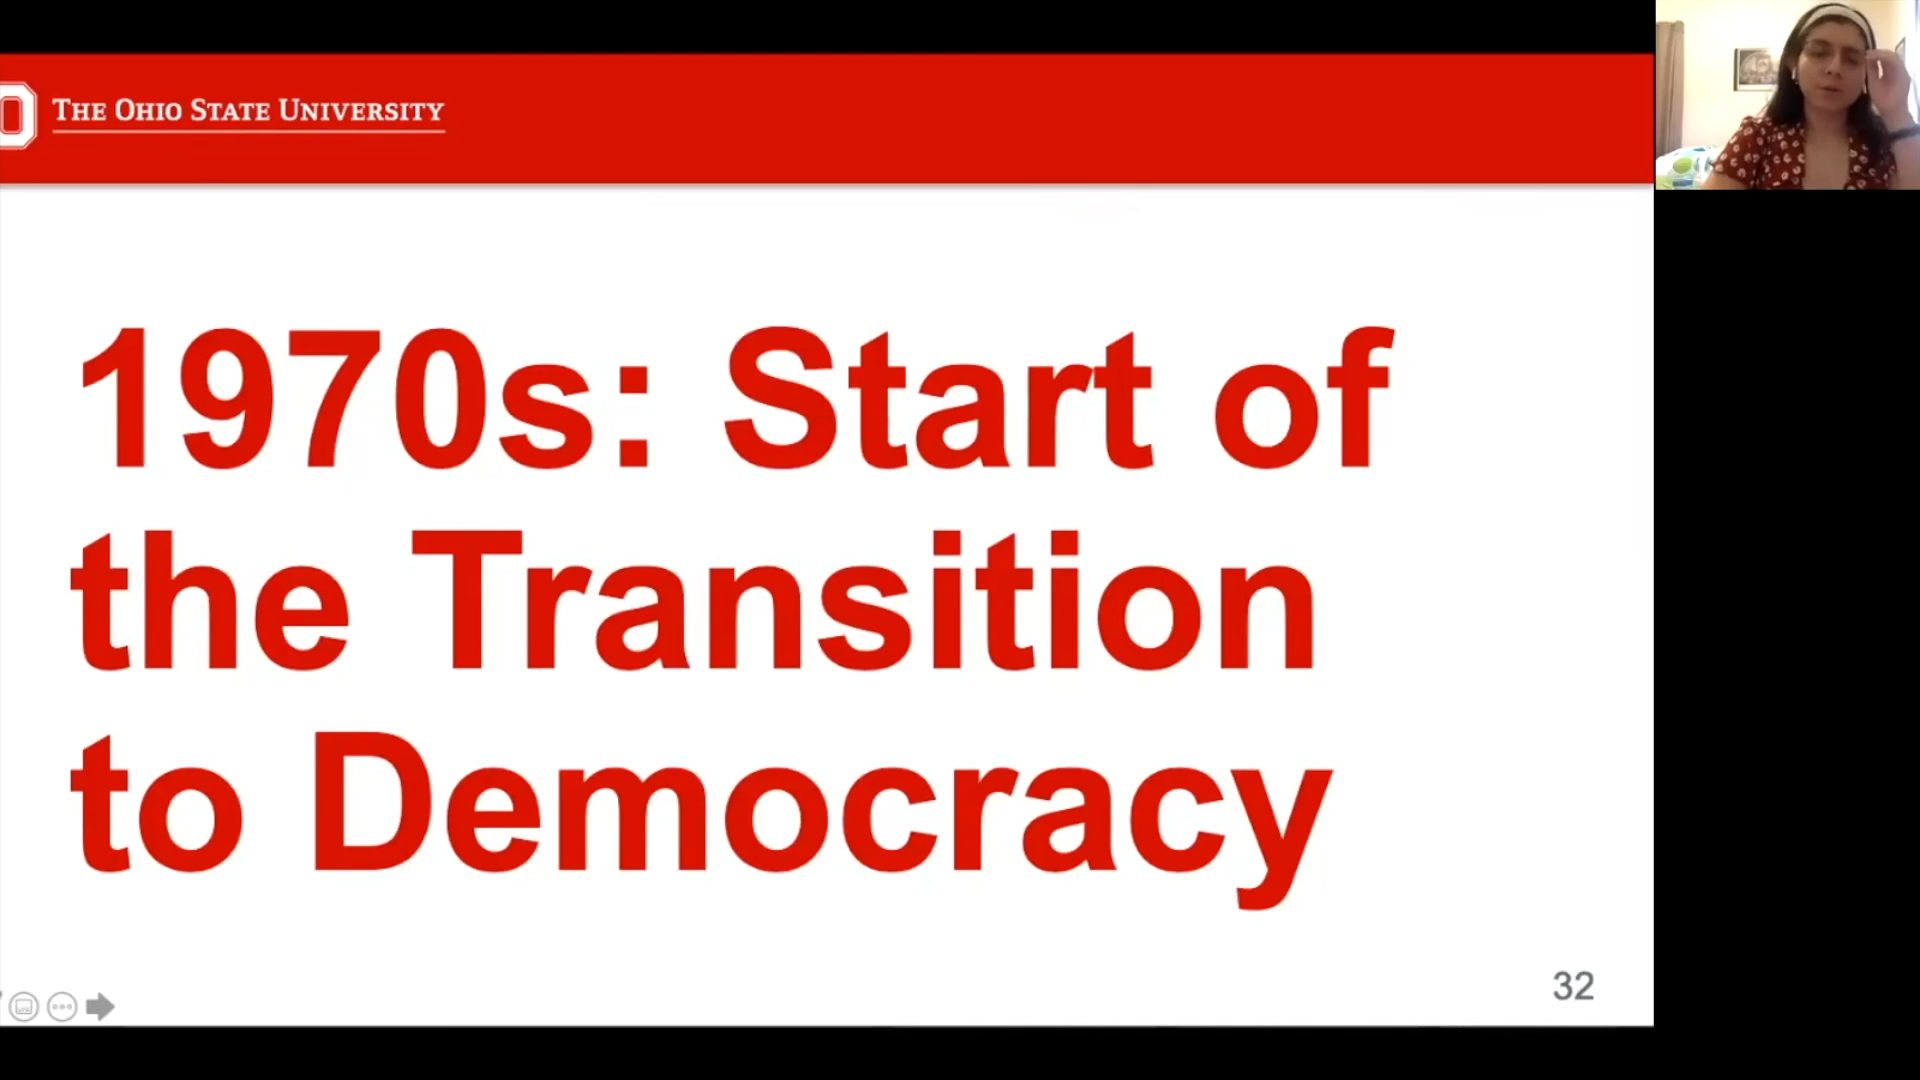 The Ohio State University
1970s: Start of
the Transition
to Democracy
32